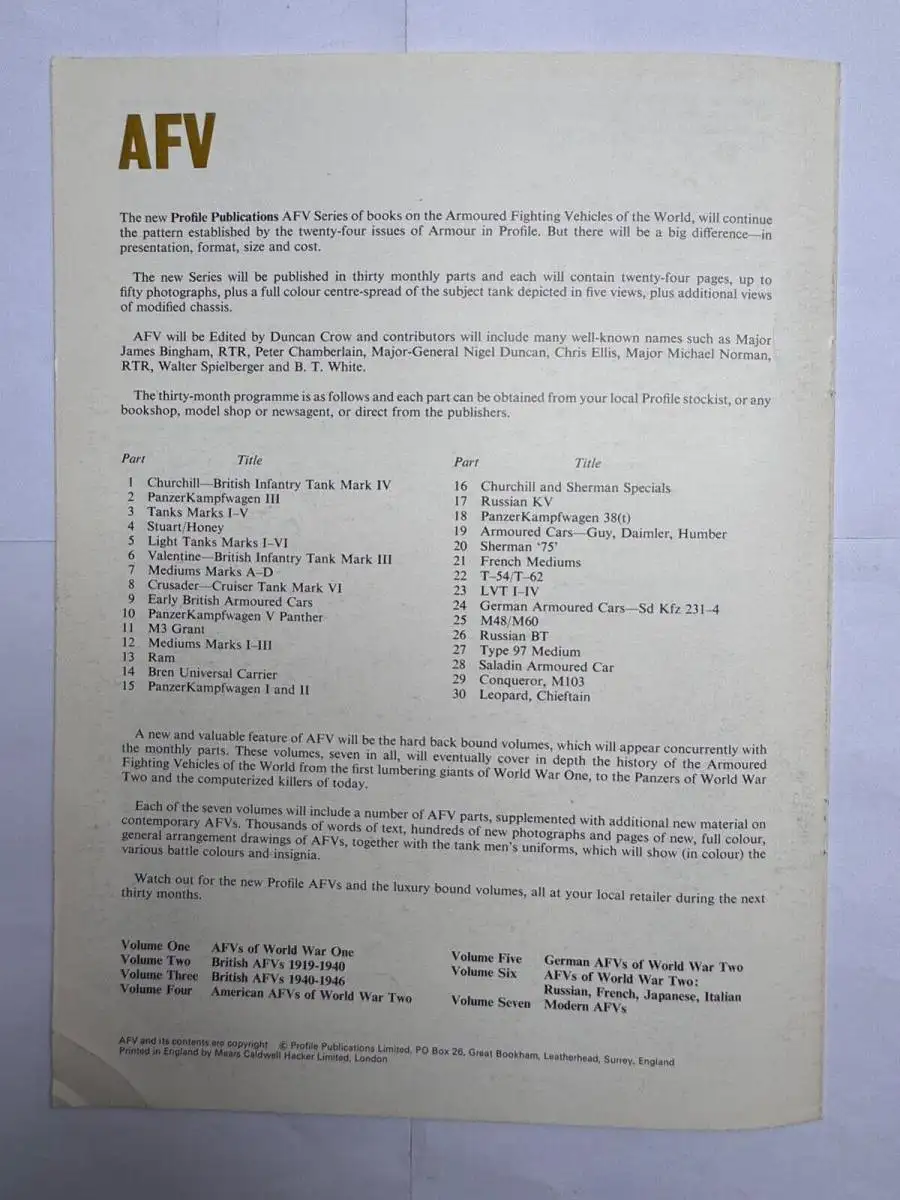 AFV
The new Profile Publications AFV Series of books on the Armoured Fighting Vehicles of the World, will continue
the pattern established by the twenty-four issues of Armour in Profile. But there will be a big difference—in
presentation, format, size and cost.
The new Series will be published in thirty monthly parts and each will contain twenty-four pages, up to
fifty photographs, plus a full colour centre-spread of the subject tank depicted in five views, plus additional views
of modified chassis.
AFV will be Edited by Duncan Crow and contributors will include many well-known names such as Major
James Bingham, RTR, Peter Chamberlain, Major-General Nigel Duncan, Chris Ellis, Major Michael Norman,
RTR, Walter Spielberger and B. T. White.
The thirty-month programme is as follows and each part can be obtained from your local Profile stockist, or any
bookshop, model shop or newsagent, or direct from the publishers.
Part Title
1 Churchill—British Infantry Tank Mark IV
2 PanzerKampfwagen III
3 Tanks Marks I–V
4 Stuart/Honey
5 Light Tanks Marks I–VI
6 Valentine—British Infantry Tank Mark III
7 Mediums Marks A–D
8 Crusader—Cruiser Tank Mark VI
9 Early British Armoured Cars
10 PanzerKampfwagen V Panther
11 M3 Grant
12 Mediums Marks I–III
13 Ram
14 Bren Universal Carrier
15 PanzerKampfwagen I and II
Part Title
16 Churchill and Sherman Specials
17 Russian KV
18 PanzerKampfwagen 38(t)
19 Armoured Cars—Guy, Daimler, Humber
20 Sherman ‘75’
21 French Mediums
22 T–54/T–62
23 LVT I–IV
24 German Armoured Cars—Sd Kfz 231–4
25 M48/M60
26 Russian BT
27 Type 97 Medium
28 Saladin Armoured Car
29 Conqueror, M103
30 Leopard, Chieftain
A new and valuable feature of AFV will be the hard back bound volumes, which will appear concurrently with
the monthly parts. These volumes, seven in all, will eventually cover in depth the history of the Armoured
Fighting Vehicles of the World from the first lumbering giants of World War One, to the Panzers of World War
Two and the computerized killers of today.
Each of the seven volumes will include a number of AFV parts, supplemented with additional new material on
contemporary AFVs. Thousands of words of text, hundreds of new photographs and pages of new, full colour,
general arrangement drawings of AFVs, together with the tank men's uniforms, which will show (in colour) the
various battle colours and insignia.
Watch out for the new Profile AFVs and the luxury bound volumes, all at your local retailer during the next
thirty months.
Volume One AFVs of World War One
Volume Two British AFVs 1919-1940
Volume Three British AFVs 1940-1946
Volume Four American AFVs of World War Two
Volume Five German AFVs of World War Two
Volume Six AFVs of World War Two:
Russian, French, Japanese, Italian
Volume Seven Modern AFVs
AFV and its contents are copyright © Profile Publications Limited, PO Box 26, Great Bookham, Leatherhead, Surrey, England
Printed in England by Mears Caldwell Hacker Limited, London